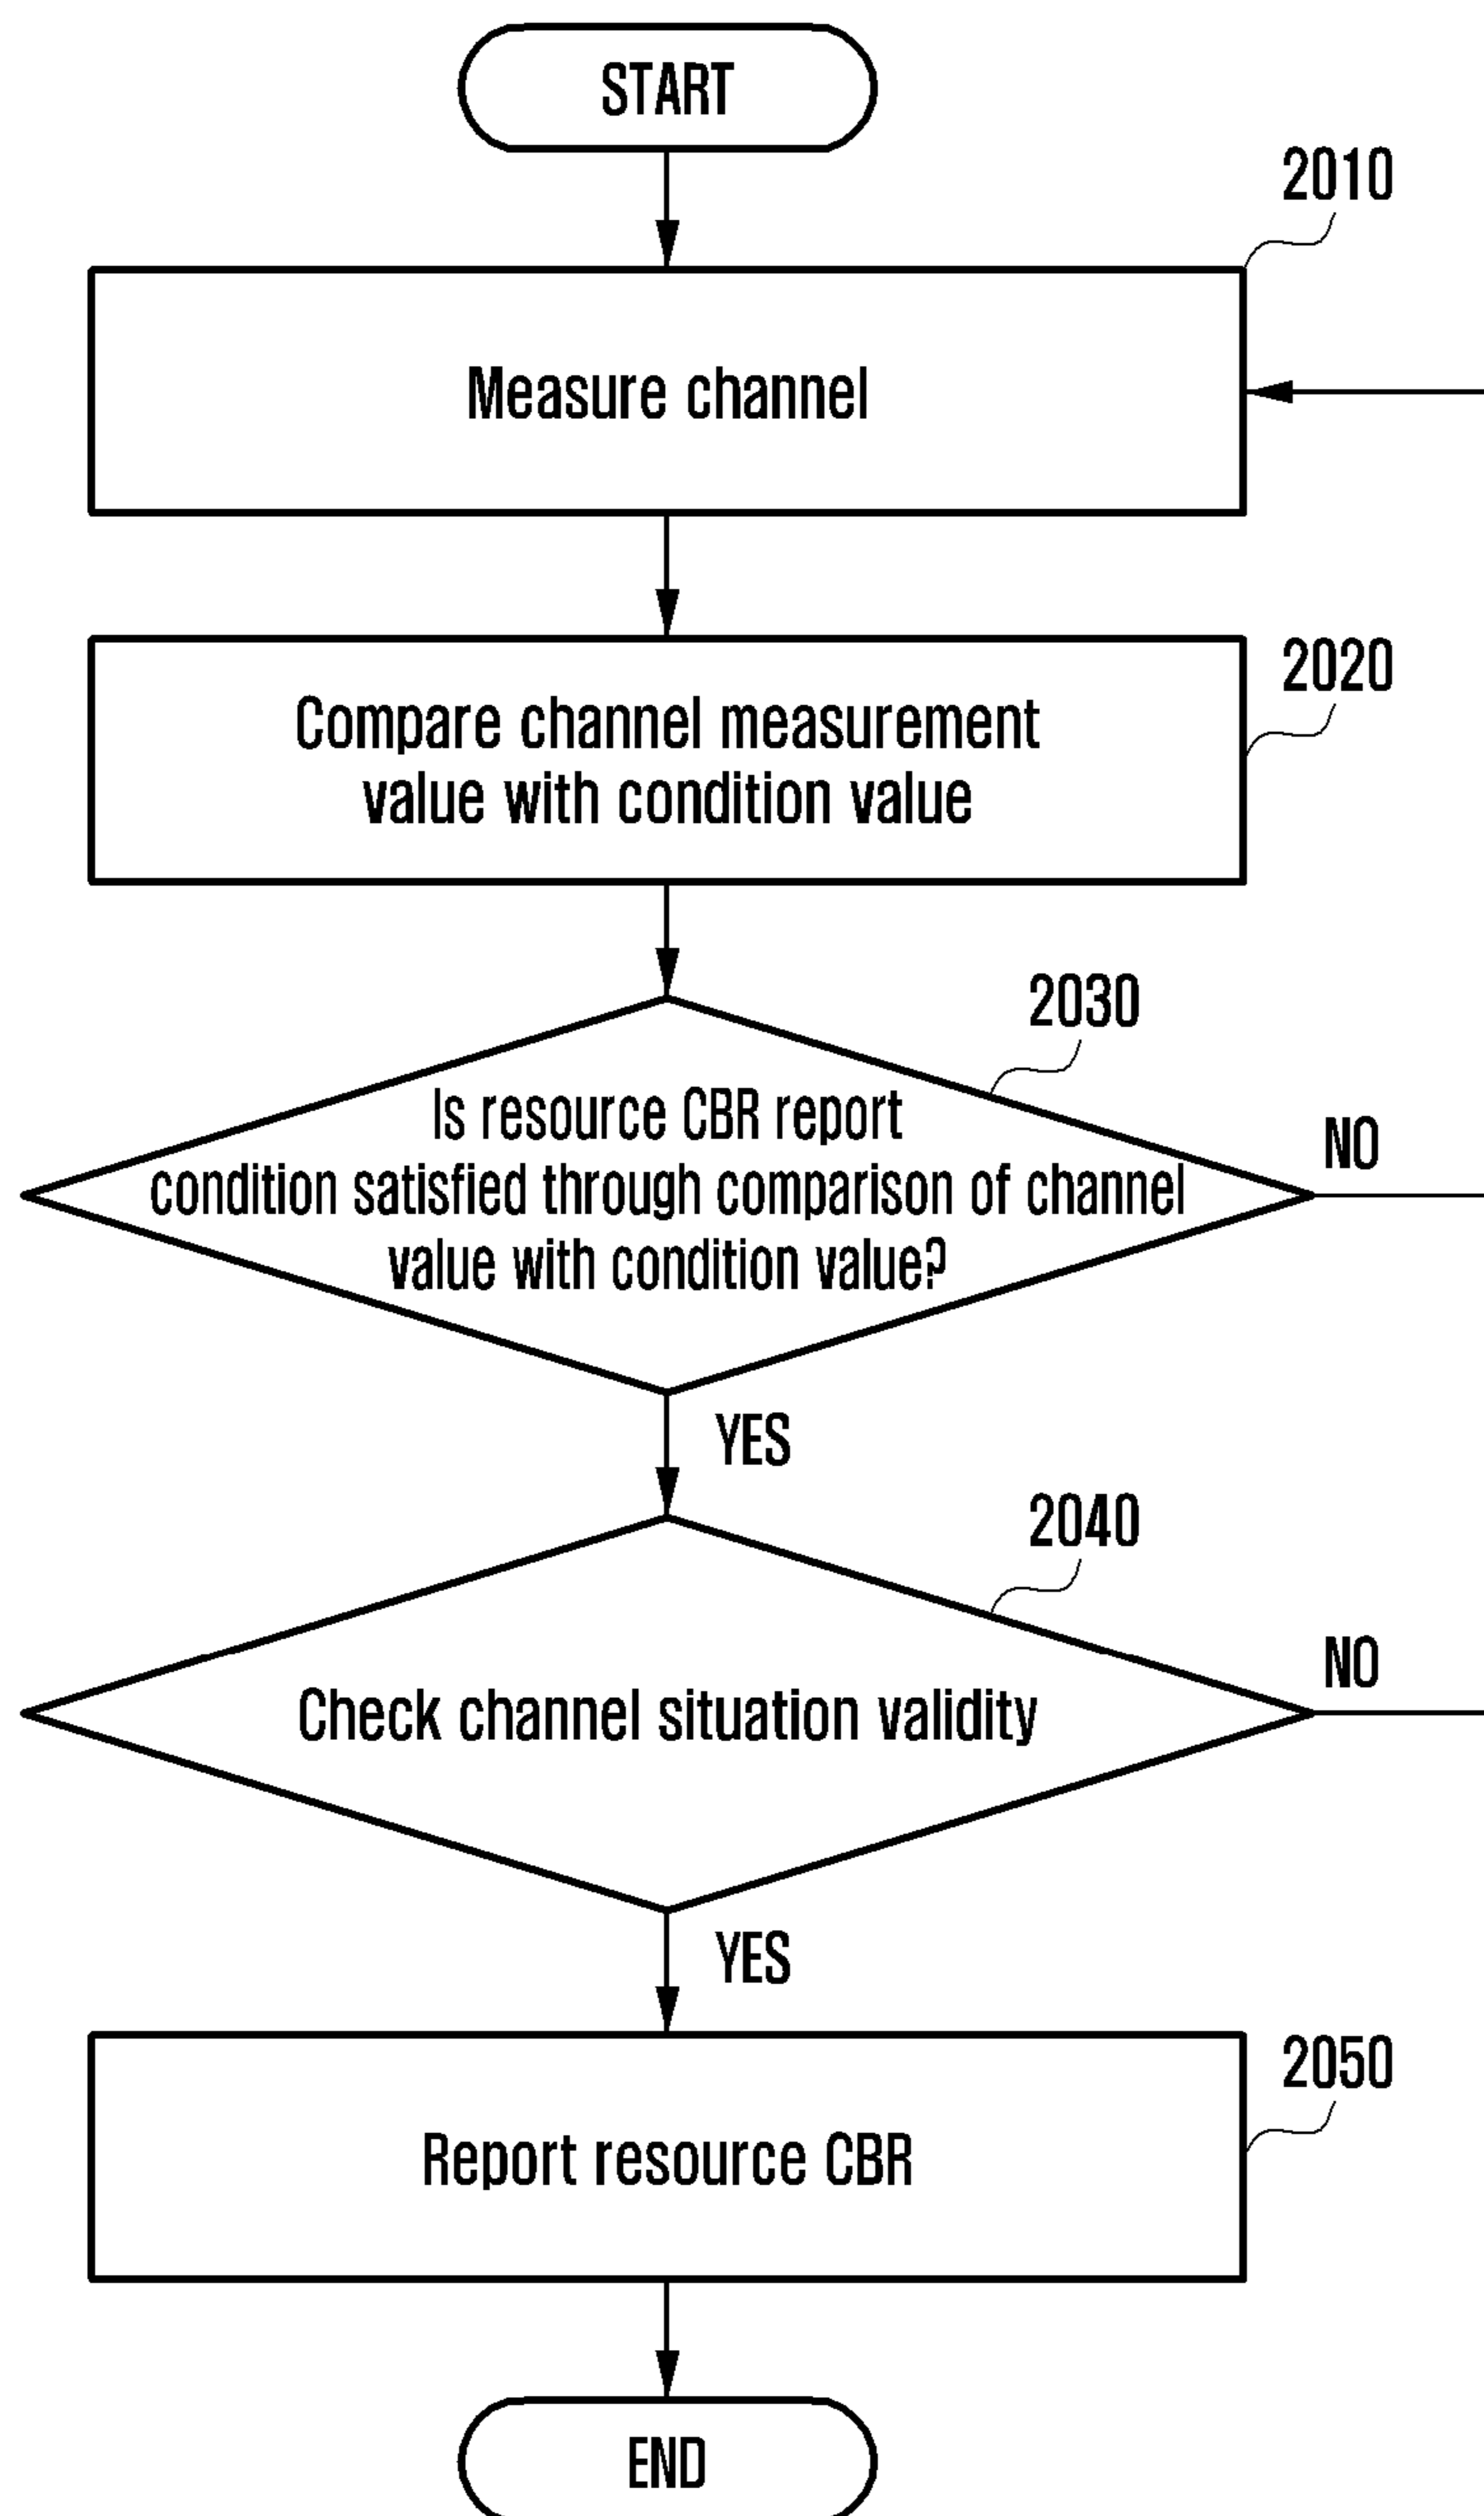 START
2010
Measure channel
2020
Compare channel measurement
value with condition value
2030
Is resource CBR report
condition satisfied through comparison of channel
value with condition value?
NO
YES
2040
Check channel situation validity
NO
YES
2050
Report resource CBR
END